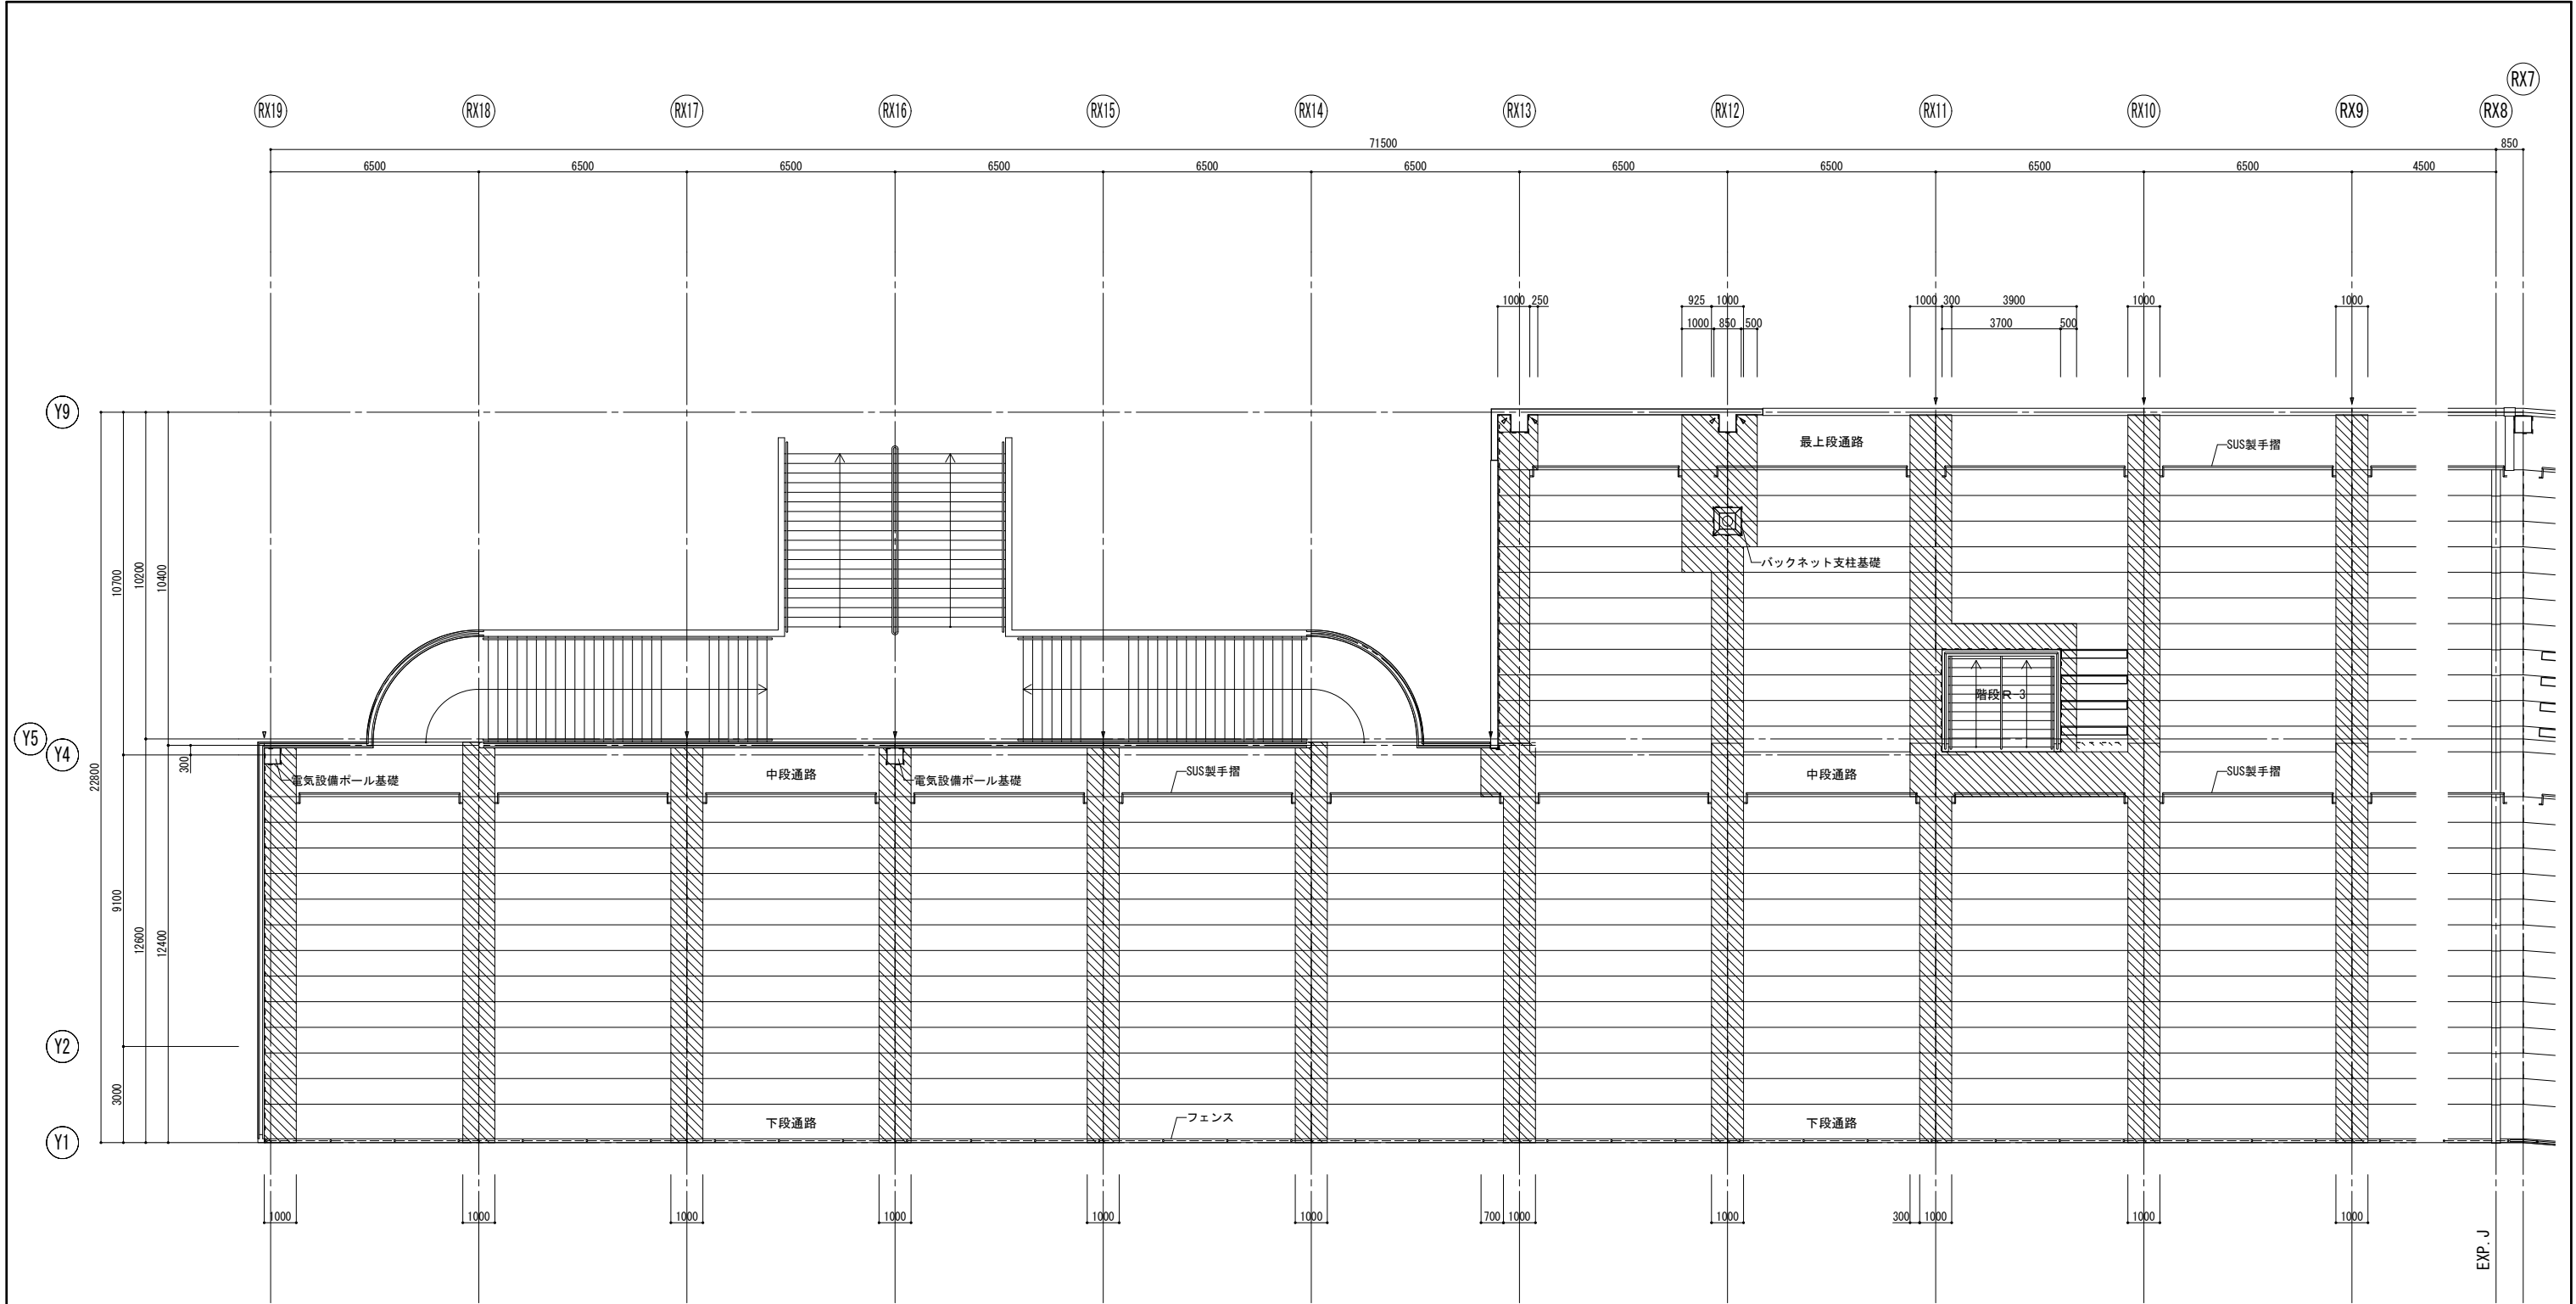 RX7
RX19 RX18 RX17 RX16 RX15 RX14 RX13 RX12 RX11 RX10 RX9 RX8
71500 850
6500 6500 6500 6500 6500 6500 6500 6500 6500 6500 4500
1000 250 925 1000 1000 300 3900 1000 1000
1000 850 500 3700 500
Y9
最上段通路
SUS製手摺
バックネット支柱基礎
10700 10200 10400
階段R-3
Y5
Y4
300
22800
電気設備ポール基礎 中段通路 電気設備ポール基礎 SUS製手摺 中段通路 SUS製手摺
9100 12600 12400
Y2
3000
下段通路 フェンス 下段通路
Y1
1000 1000 1000 1000 1000 1000 700 1000 1000 300 1000 1000 1000
EXP.J